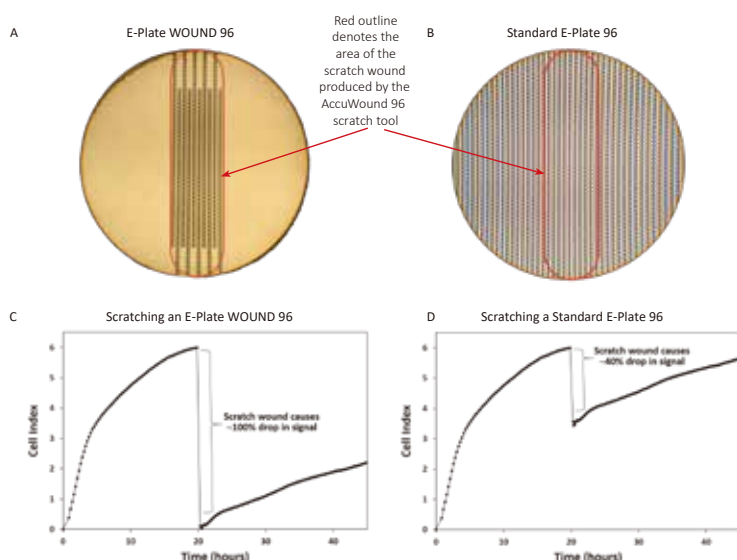 A
E-Plate WOUND 96
Red outline
denotes the
area of the
scratch wound
produced by the
AccuWound 96
scratch tool
B
Standard E-Plate 96
C
Scratching an E-Plate WOUND 96
6
5
4
3
2
1
0
Cell Index
Scratch wound causes
~100% drop in signal
0
10
20
30
40
Time (hours)
D
Scratching a Standard E-Plate 96
6
5
4
3
2
1
0
Cell Index
Scratch wound causes
~40% drop in signal
0
10
20
30
40
Time (hours)